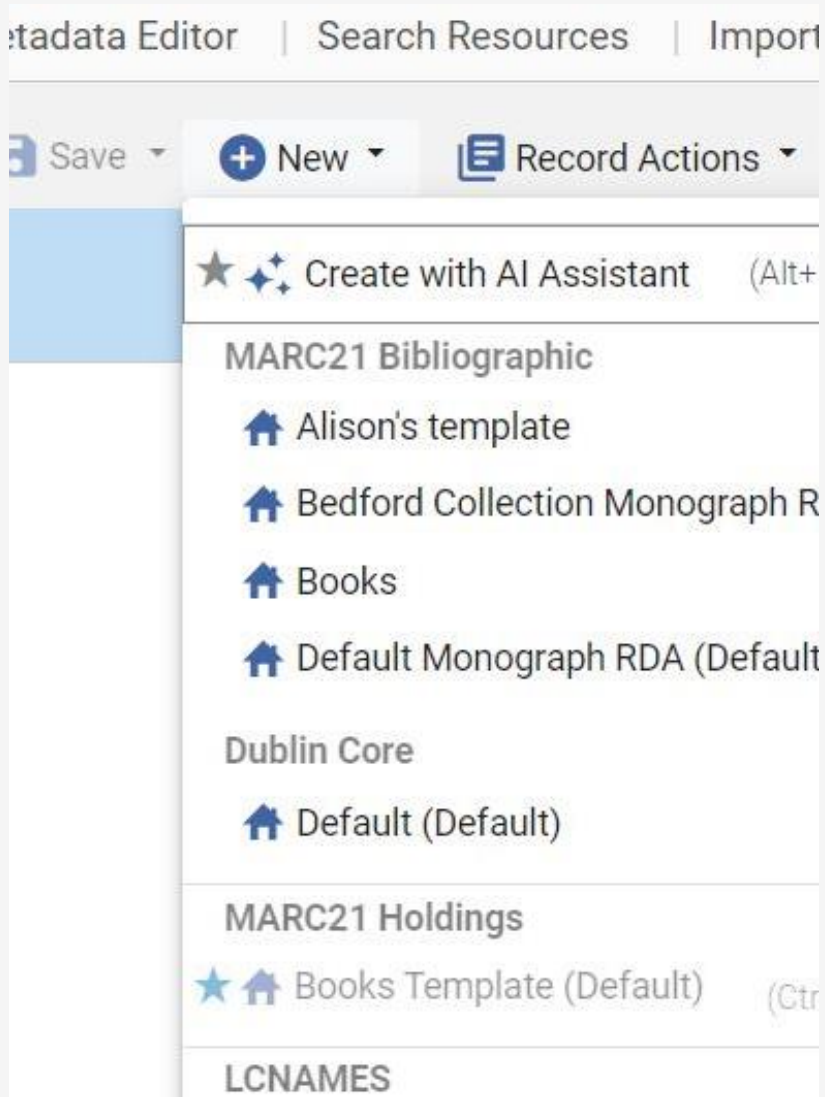 etadata Editor | Search Resources | Import
Save New Record Actions
Create with AI Assistant (Alt+
MARC21 Bibliographic
Alison's template
Bedford Collection Monograph R
Books
Default Monograph RDA (Default
Dublin Core
Default (Default)
MARC21 Holdings
Books Template (Default) (Ctr
LCNAMES